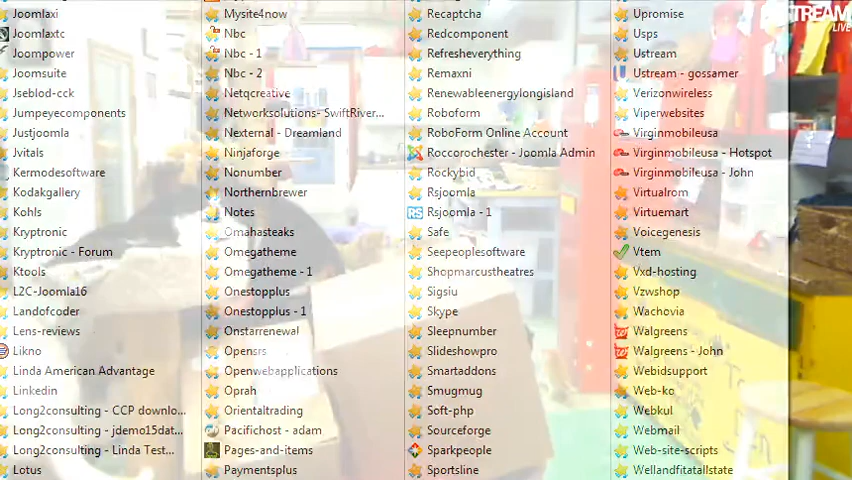 Joomlaxi
Joomlaxtc
Joompower
Joomsuite
Jseblod-cck
Jumpeyecomponents
Justjoomla
Jvitals
Kermodesoftware
Kodakgallery
Kohls
Kryptronic
Kryptronic - Forum
Ktools
L2C-Joomla16
Landofcoder
Lens-reviews
Likno
Linda American Advantage
Linkedin
Long2consulting - CCP downlo...
Long2consulting - jdemo15dat...
Long2consulting - Linda Test...
Lotus
Mysite4now
Nbc
Nbc - 1
Nbc - 2
Netqcreative
Networksolutions- SwiftRiver...
Nexternal - Dreamland
Ninjaforge
Nonumber
Northernbrewer
Notes
Omahasteaks
Omegatheme
Omegatheme - 1
Onestopplus
Onestopplus - 1
Onstarrenewal
Opensrs
Openwebapplications
Oprah
Orientaltrading
Pacifichost - adam
Pages-and-items
Paymentsplus
Recaptcha
Redcomponent
Refresheverything
Remaxni
Renewableenergylongisland
Roboform
RoboForm Online Account
Roccorochester - Joomla Admin
Rockybid
Rsjoomla
Rsjoomla - 1
Safe
Seepeoplesoftware
Shopmarcustheatres
Sigsiu
Skype
Sleepnumber
Slideshowpro
Smartaddons
Smugmug
Soft-php
Sourceforge
Sparkpeople
Sportsline
Upromise
Usps
Ustream
Ustream - gossamer
Verizonwireless
Viperwebsites
Virginmobileusa
Virginmobileusa - Hotspot
Virginmobileusa - John
Virtualrom
Virtuemart
Voicegenesis
Vtem
Vxd-hosting
Vzwshop
Wachovia
Walgreens
Walgreens - John
Webidsupport
Web-ko
Webkul
Webmail
Web-site-scripts
Wellandfitatallstate
STREAM
LIVE